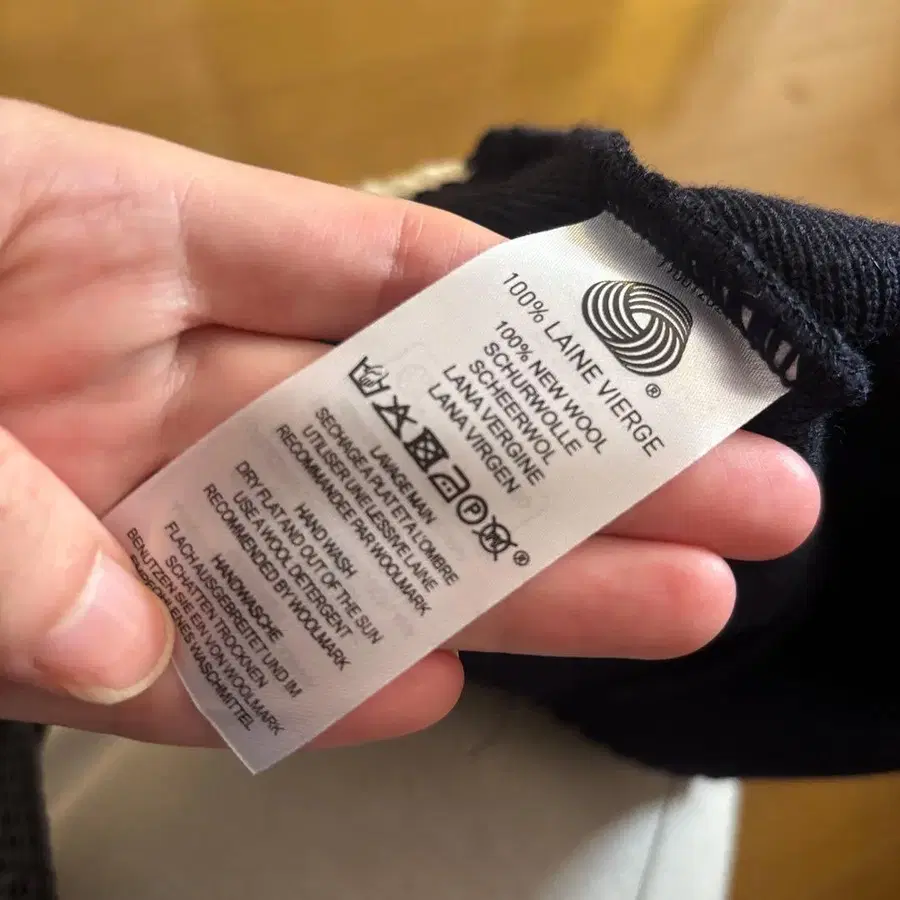 100% LAINE VIERGE
100% NEW WOOL
SCHURWOLLE
SCHEERWOL
LANA VERGINE
LANA VIRGEN
LAVAGE MAIN
SECHAGE A PLAT ET A L'OMBRE
UTILISER UNE LESSIVE LAINE
RECOMMANDEE PAR WOOLMARK
HAND WASH
DRY FLAT AND OUT OF THE SUN
USE A WOOL DETERGENT
RECOMMENDED BY WOOLMARK
HANDWÄSCHE
FLACH AUSGEBREITET UND IM
SCHATTEN TROCKNEN
BENUTZEN SIE EIN VON WOOLMARK
WASCHMITTEL